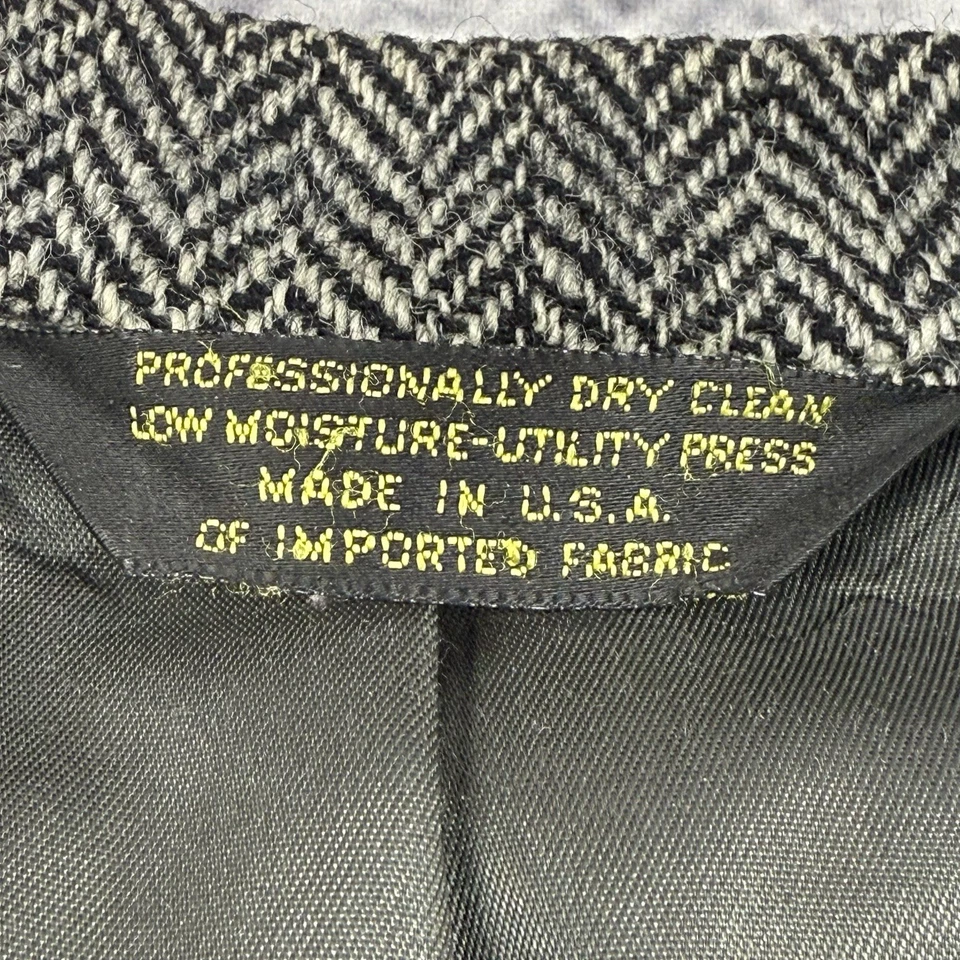 PROFESSIONALLY DRY CLEAN
LOW MOISTURE-UTILITY PRESS
MADE IN U.S.A.
OF IMPORTED FABRIC